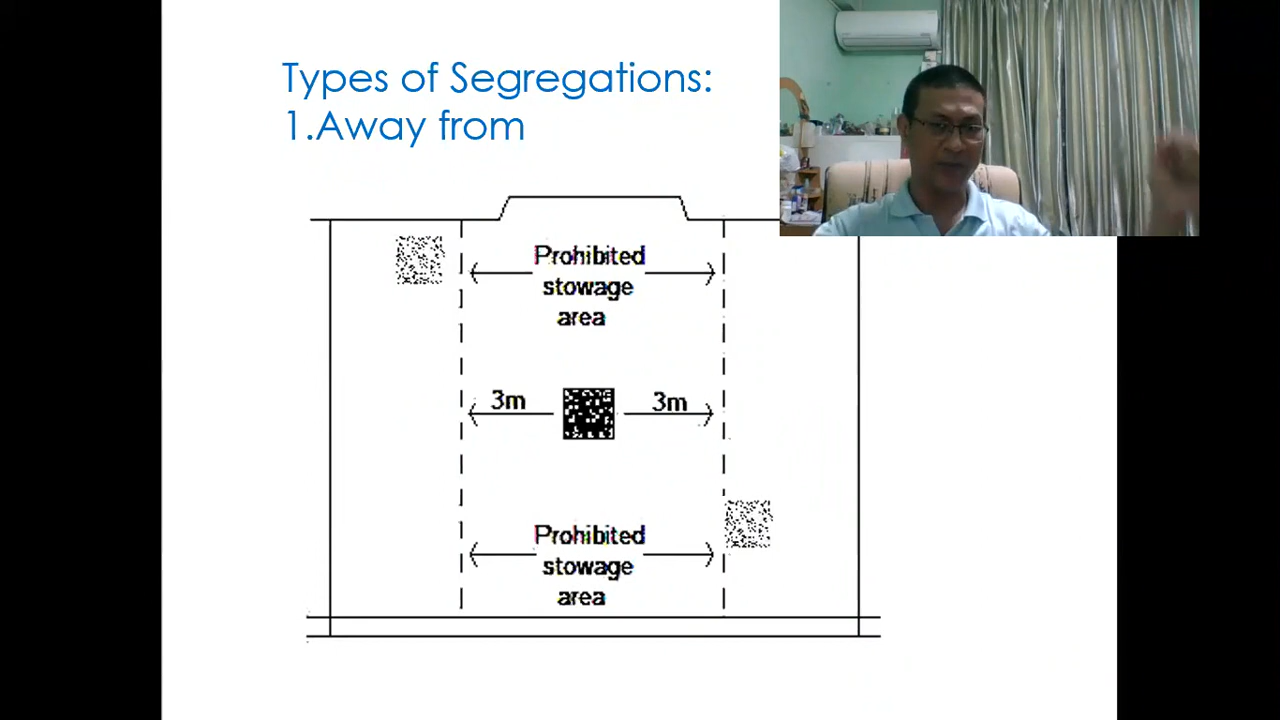 Types of Segregations:
1.Away from
Prohibited
stowage
area
3m
3m
Prohibited
stowage
area